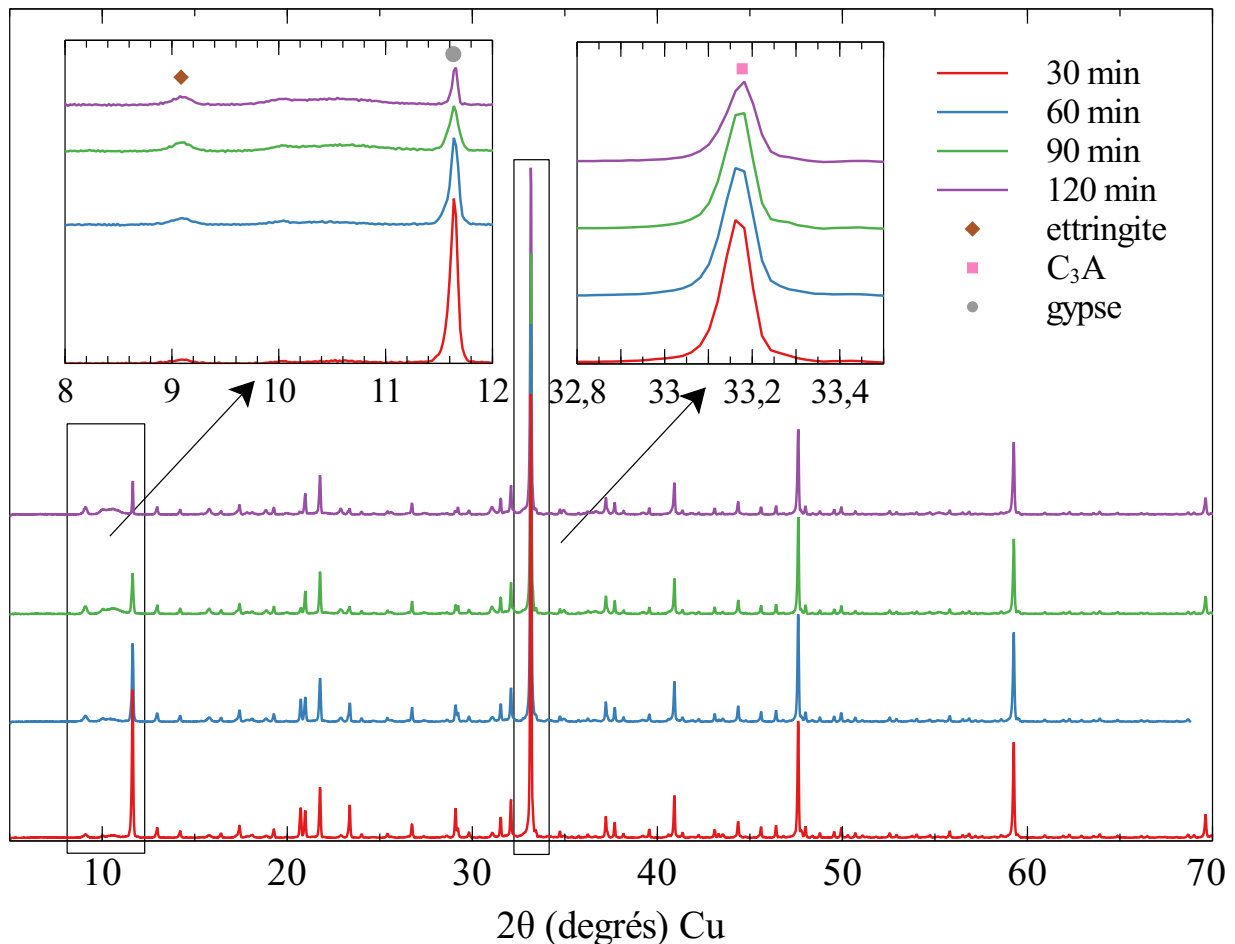 30 min
60 min
90 min
120 min
ettringite
C₃A
gypse
8 9 10 11 12
32,8 33 33,2 33,4
10 20 30 40 50 60 70
2θ (degrés) Cu